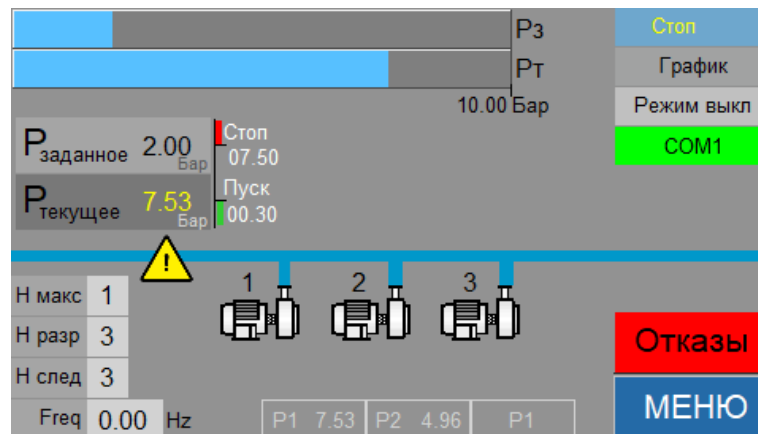 Рз
Рт
10.00 Бар
Стоп
График
Режим выкл
COM1
Рзаданное 2.00 Бар
Стоп
07.50
Ртекущее 7.53 Бар
Пуск
00.30
!
1 2 3
Н макс 1
Н разр 3
Н след 3
Freq 0.00 Hz
P1 7.53 P2 4.96 P1
Отказы
МЕНЮ